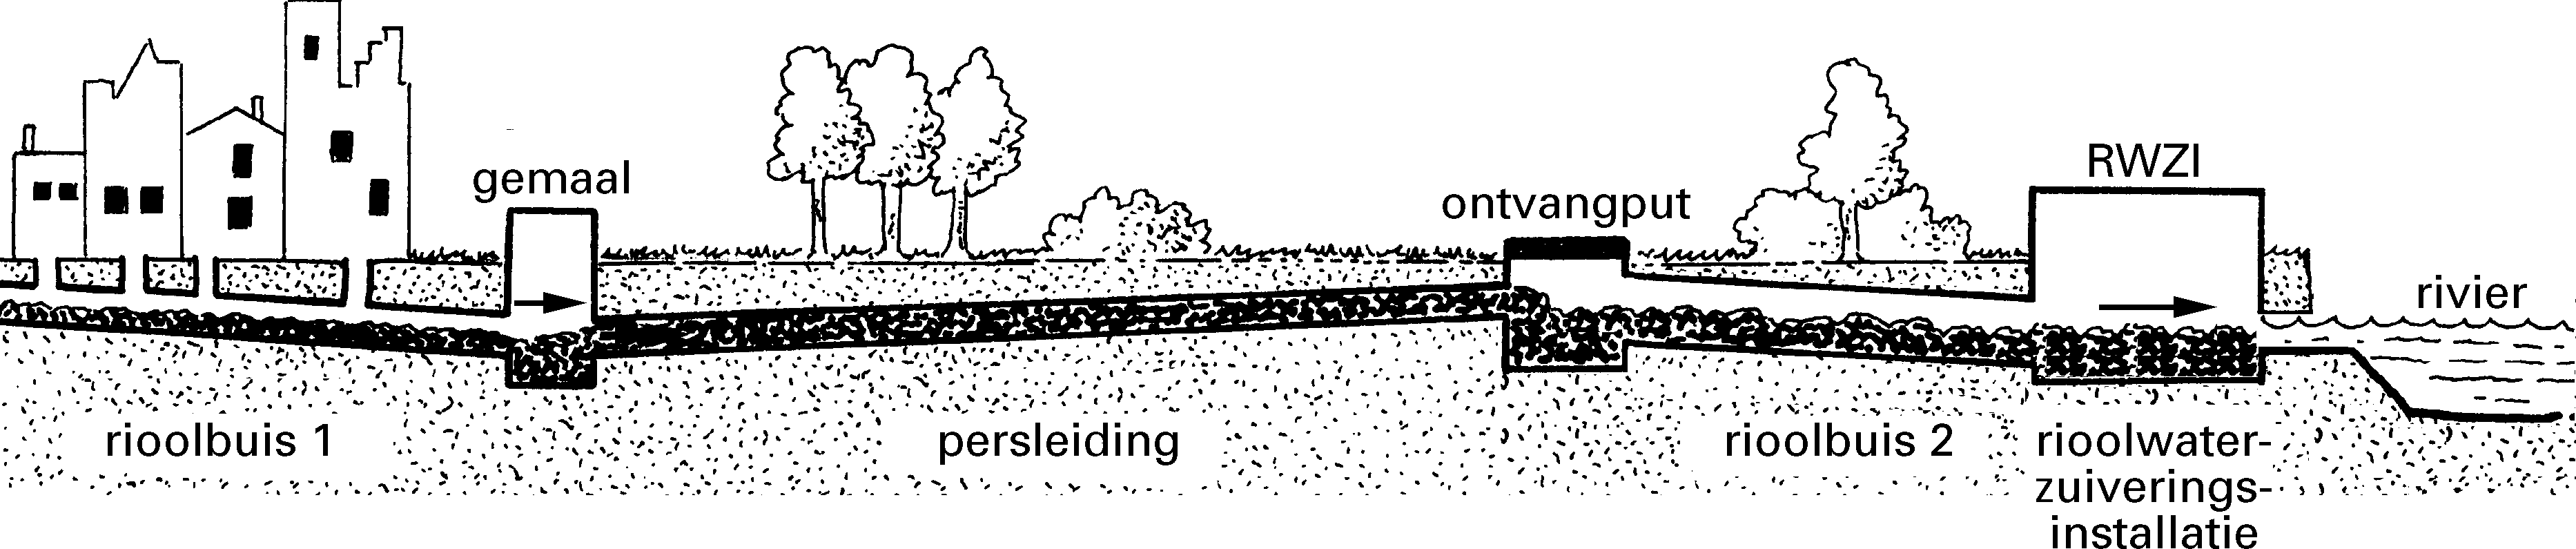 gemaal
ontvangput
RWZI
rivier
rioolbuis 1
persleiding
rioolbuis 2
rioolwater-
zuiverings-
installatie